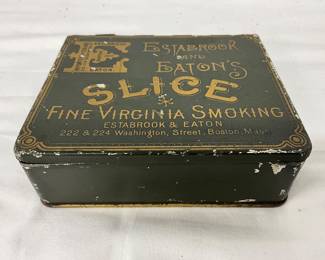 ESTABROOK
AND
EATON'S
SLICE
FINE VIRGINIA SMOKING
ESTABROOK & EATON
222 & 224 Washington, Street, Boston, Mass.